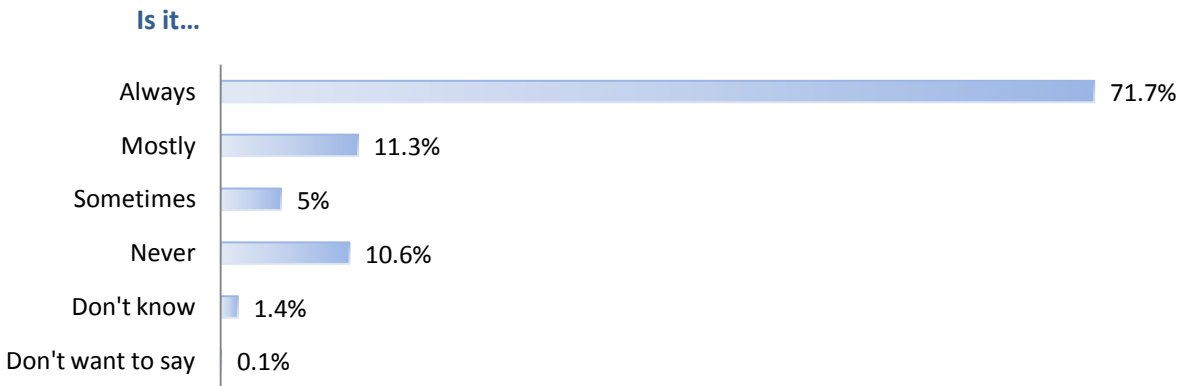 Is it…
Always 71.7%
Mostly 11.3%
Sometimes 5%
Never 10.6%
Don't know 1.4%
Don't want to say 0.1%